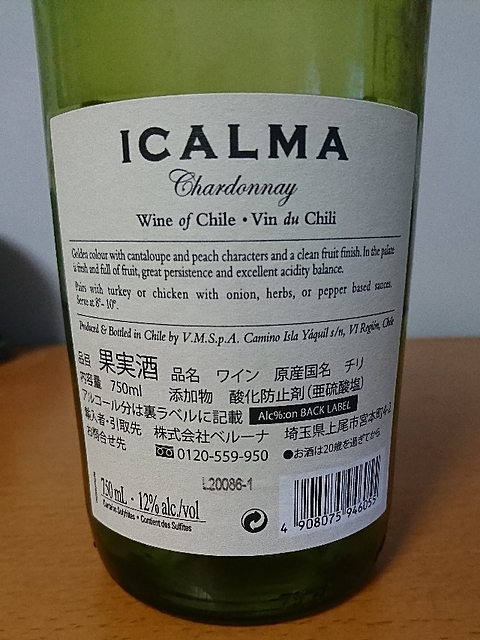 ICALMA
Chardonnay
Wine of Chile • Vin du Chili
Golden colour with cantaloupe and peach characters and a clean fruit finish. In the palate
is fresh and full of fruit, great persistence and excellent acidity balance.
Pairs with turkey or chicken with onion, herbs, or pepper based sauces.
Serve at 8°- 10°.
Produced & Bottled in Chile by V.M.S.p.A. Camino Isla Yáquil s/n, VI Región, Chile
品目 果実酒 品名 ワイン 原産国名 チリ
内容量 750ml 添加物 酸化防止剤(亜硫酸塩)
アルコール分は裏ラベルに記載 Alc%:on BACK LABEL
輸入者・引取先 株式会社ベルーナ 埼玉県上尾市宮本町4-2
お問合せ先 0120-559-950 ●お酒は20歳を過ぎてから
L20086-1
750 mL · 12% alc./vol
Contains Sulphites • Contient des Sulfites
4 908075 946057